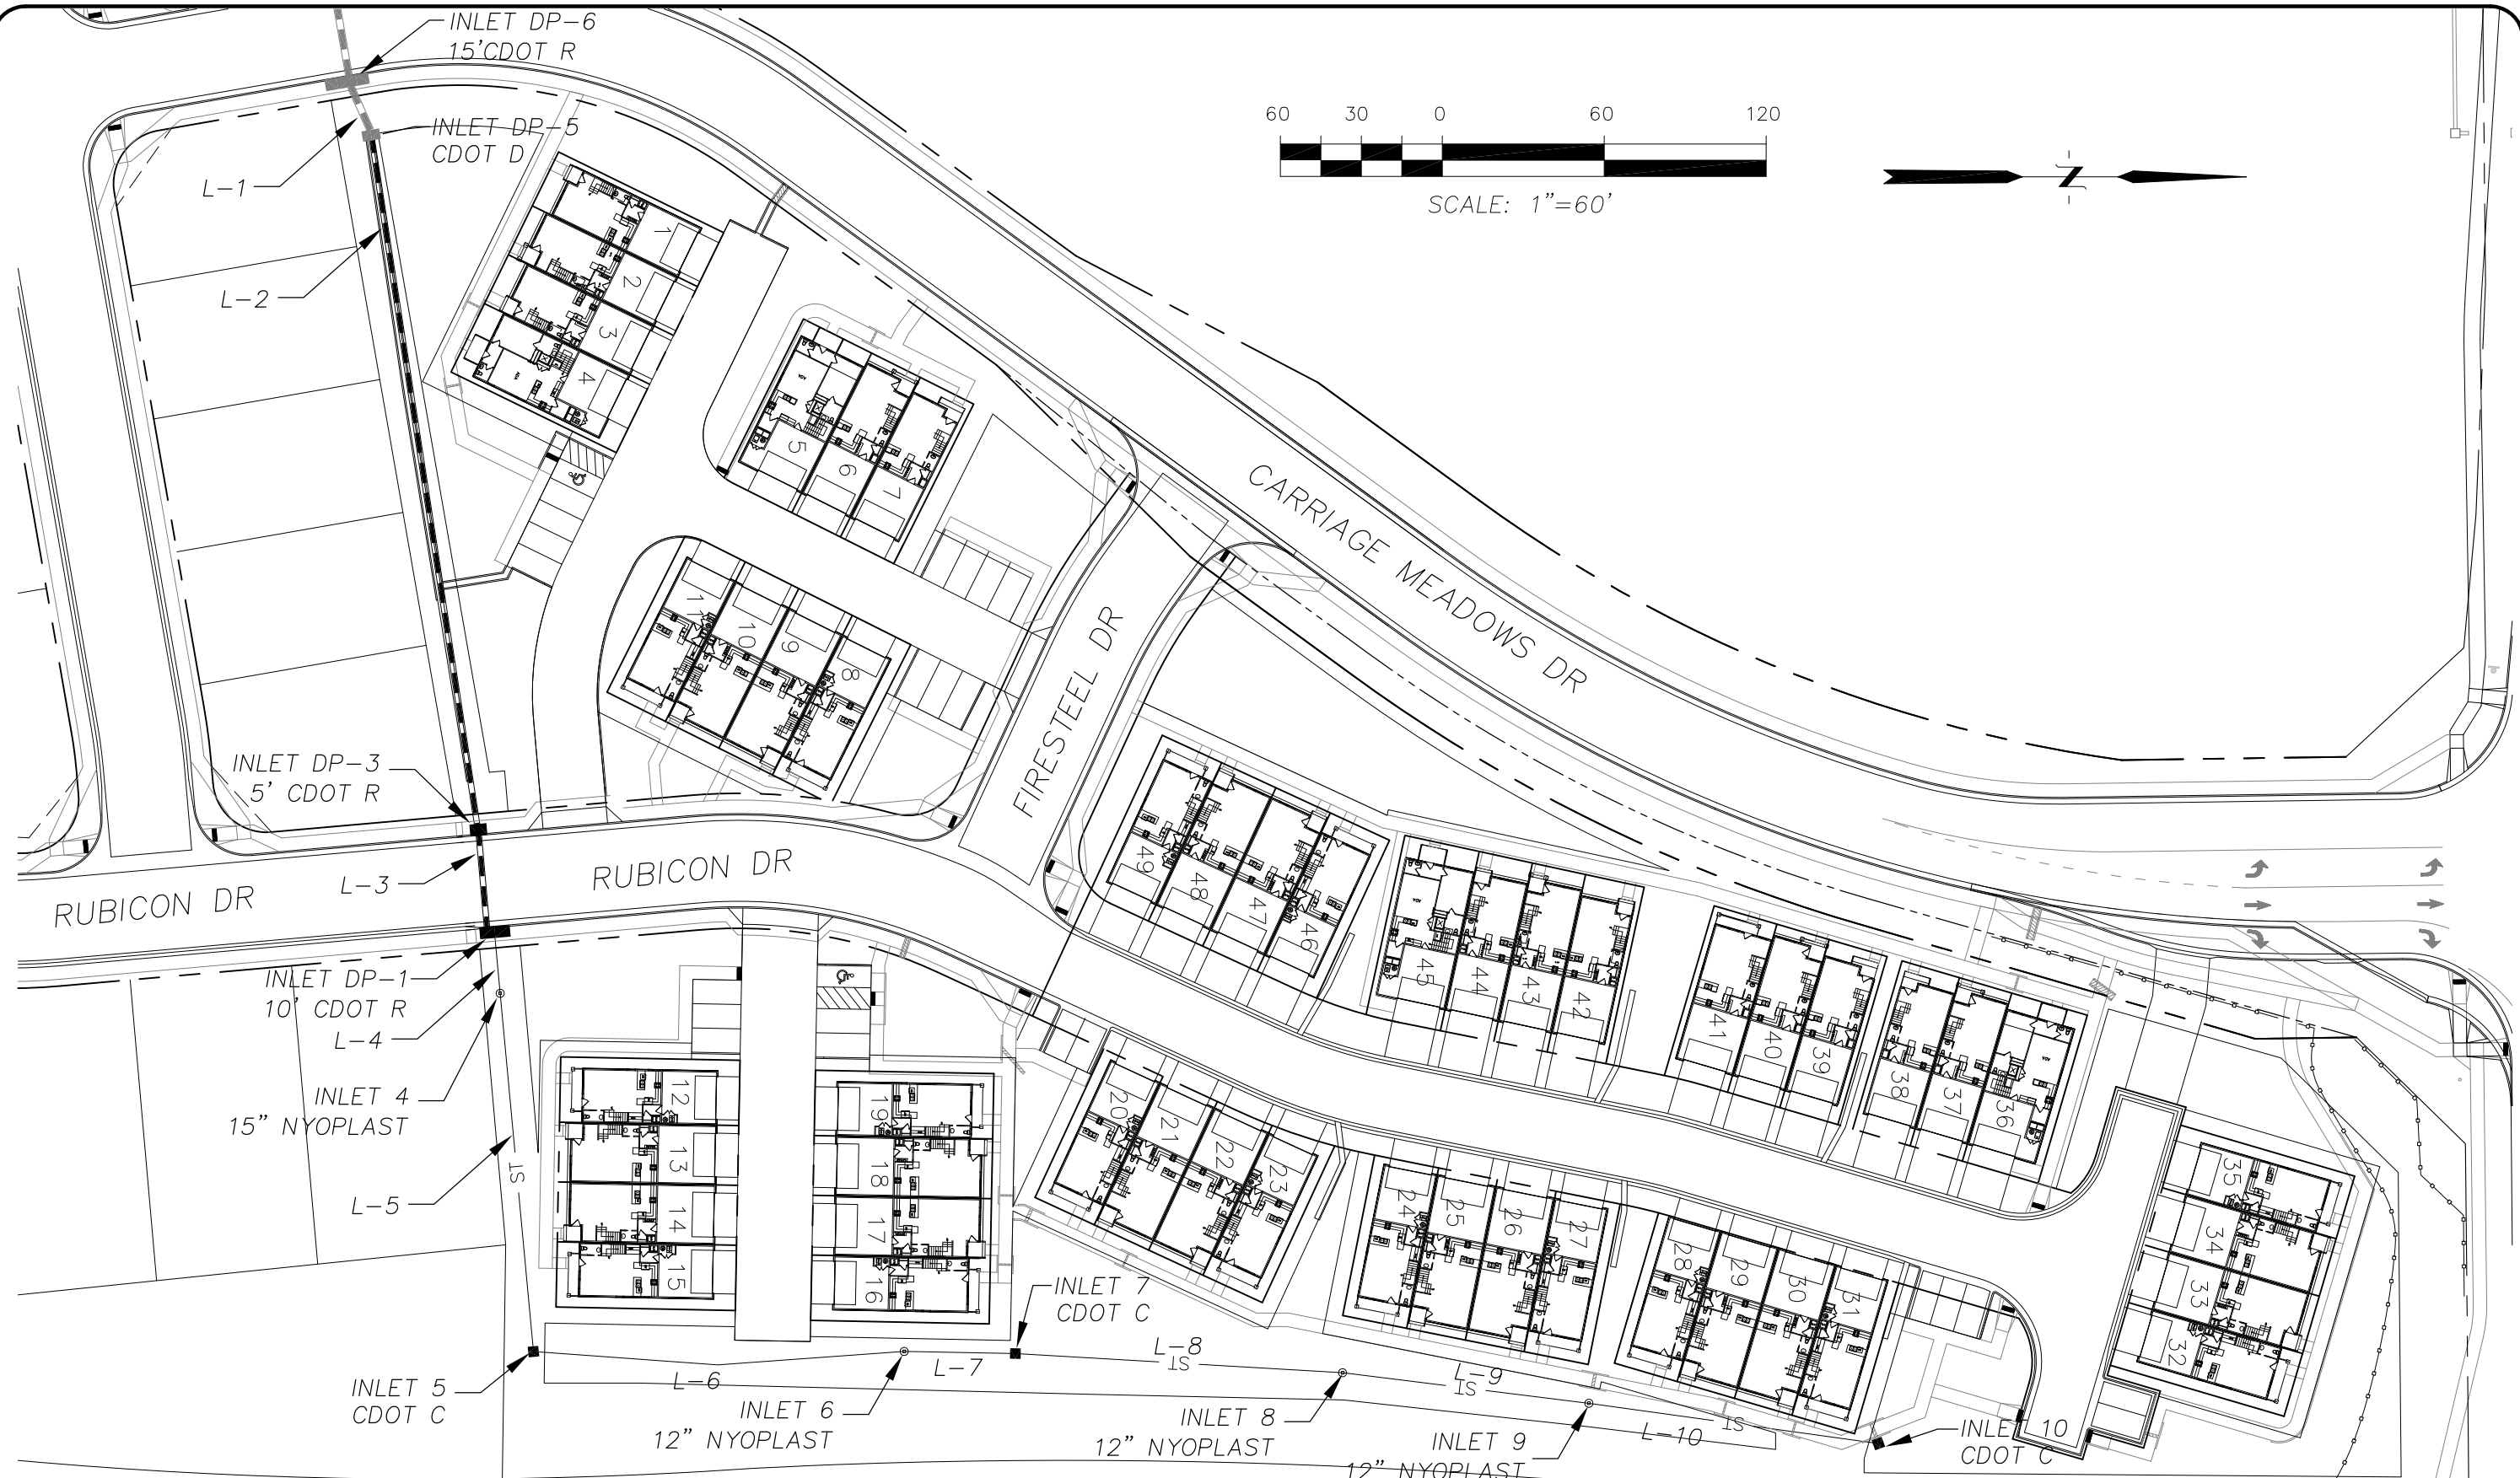 INLET DP-6
15'CDOT R
INLET DP-5
CDOT D
L-1
L-2
60 30 0 60 120
SCALE: 1"=60'
N
1
2
3
4
5
6
7
11
10
9
8
CARRIAGE MEADOWS DR
FIRESTEEL DR
INLET DP-3
5' CDOT R
L-3
RUBICON DR
RUBICON DR
INLET DP-1
10' CDOT R
L-4
INLET 4
15" NYOPLAST
L-5
ST
49
48
47
46
45
44
43
42
41
40
39
38
37
36
12
13
14
15
19
18
17
16
20
21
22
23
24
25
26
27
28
29
30
31
35
34
33
32
INLET 5
CDOT C
L-6
INLET 6
12" NYOPLAST
L-7
INLET 7
CDOT C
L-8
ST
INLET 8
12" NYOPLAST
L-9
ST
INLET 9
12" NYOPLAST
L-10
ST
INLET 10
CDOT C